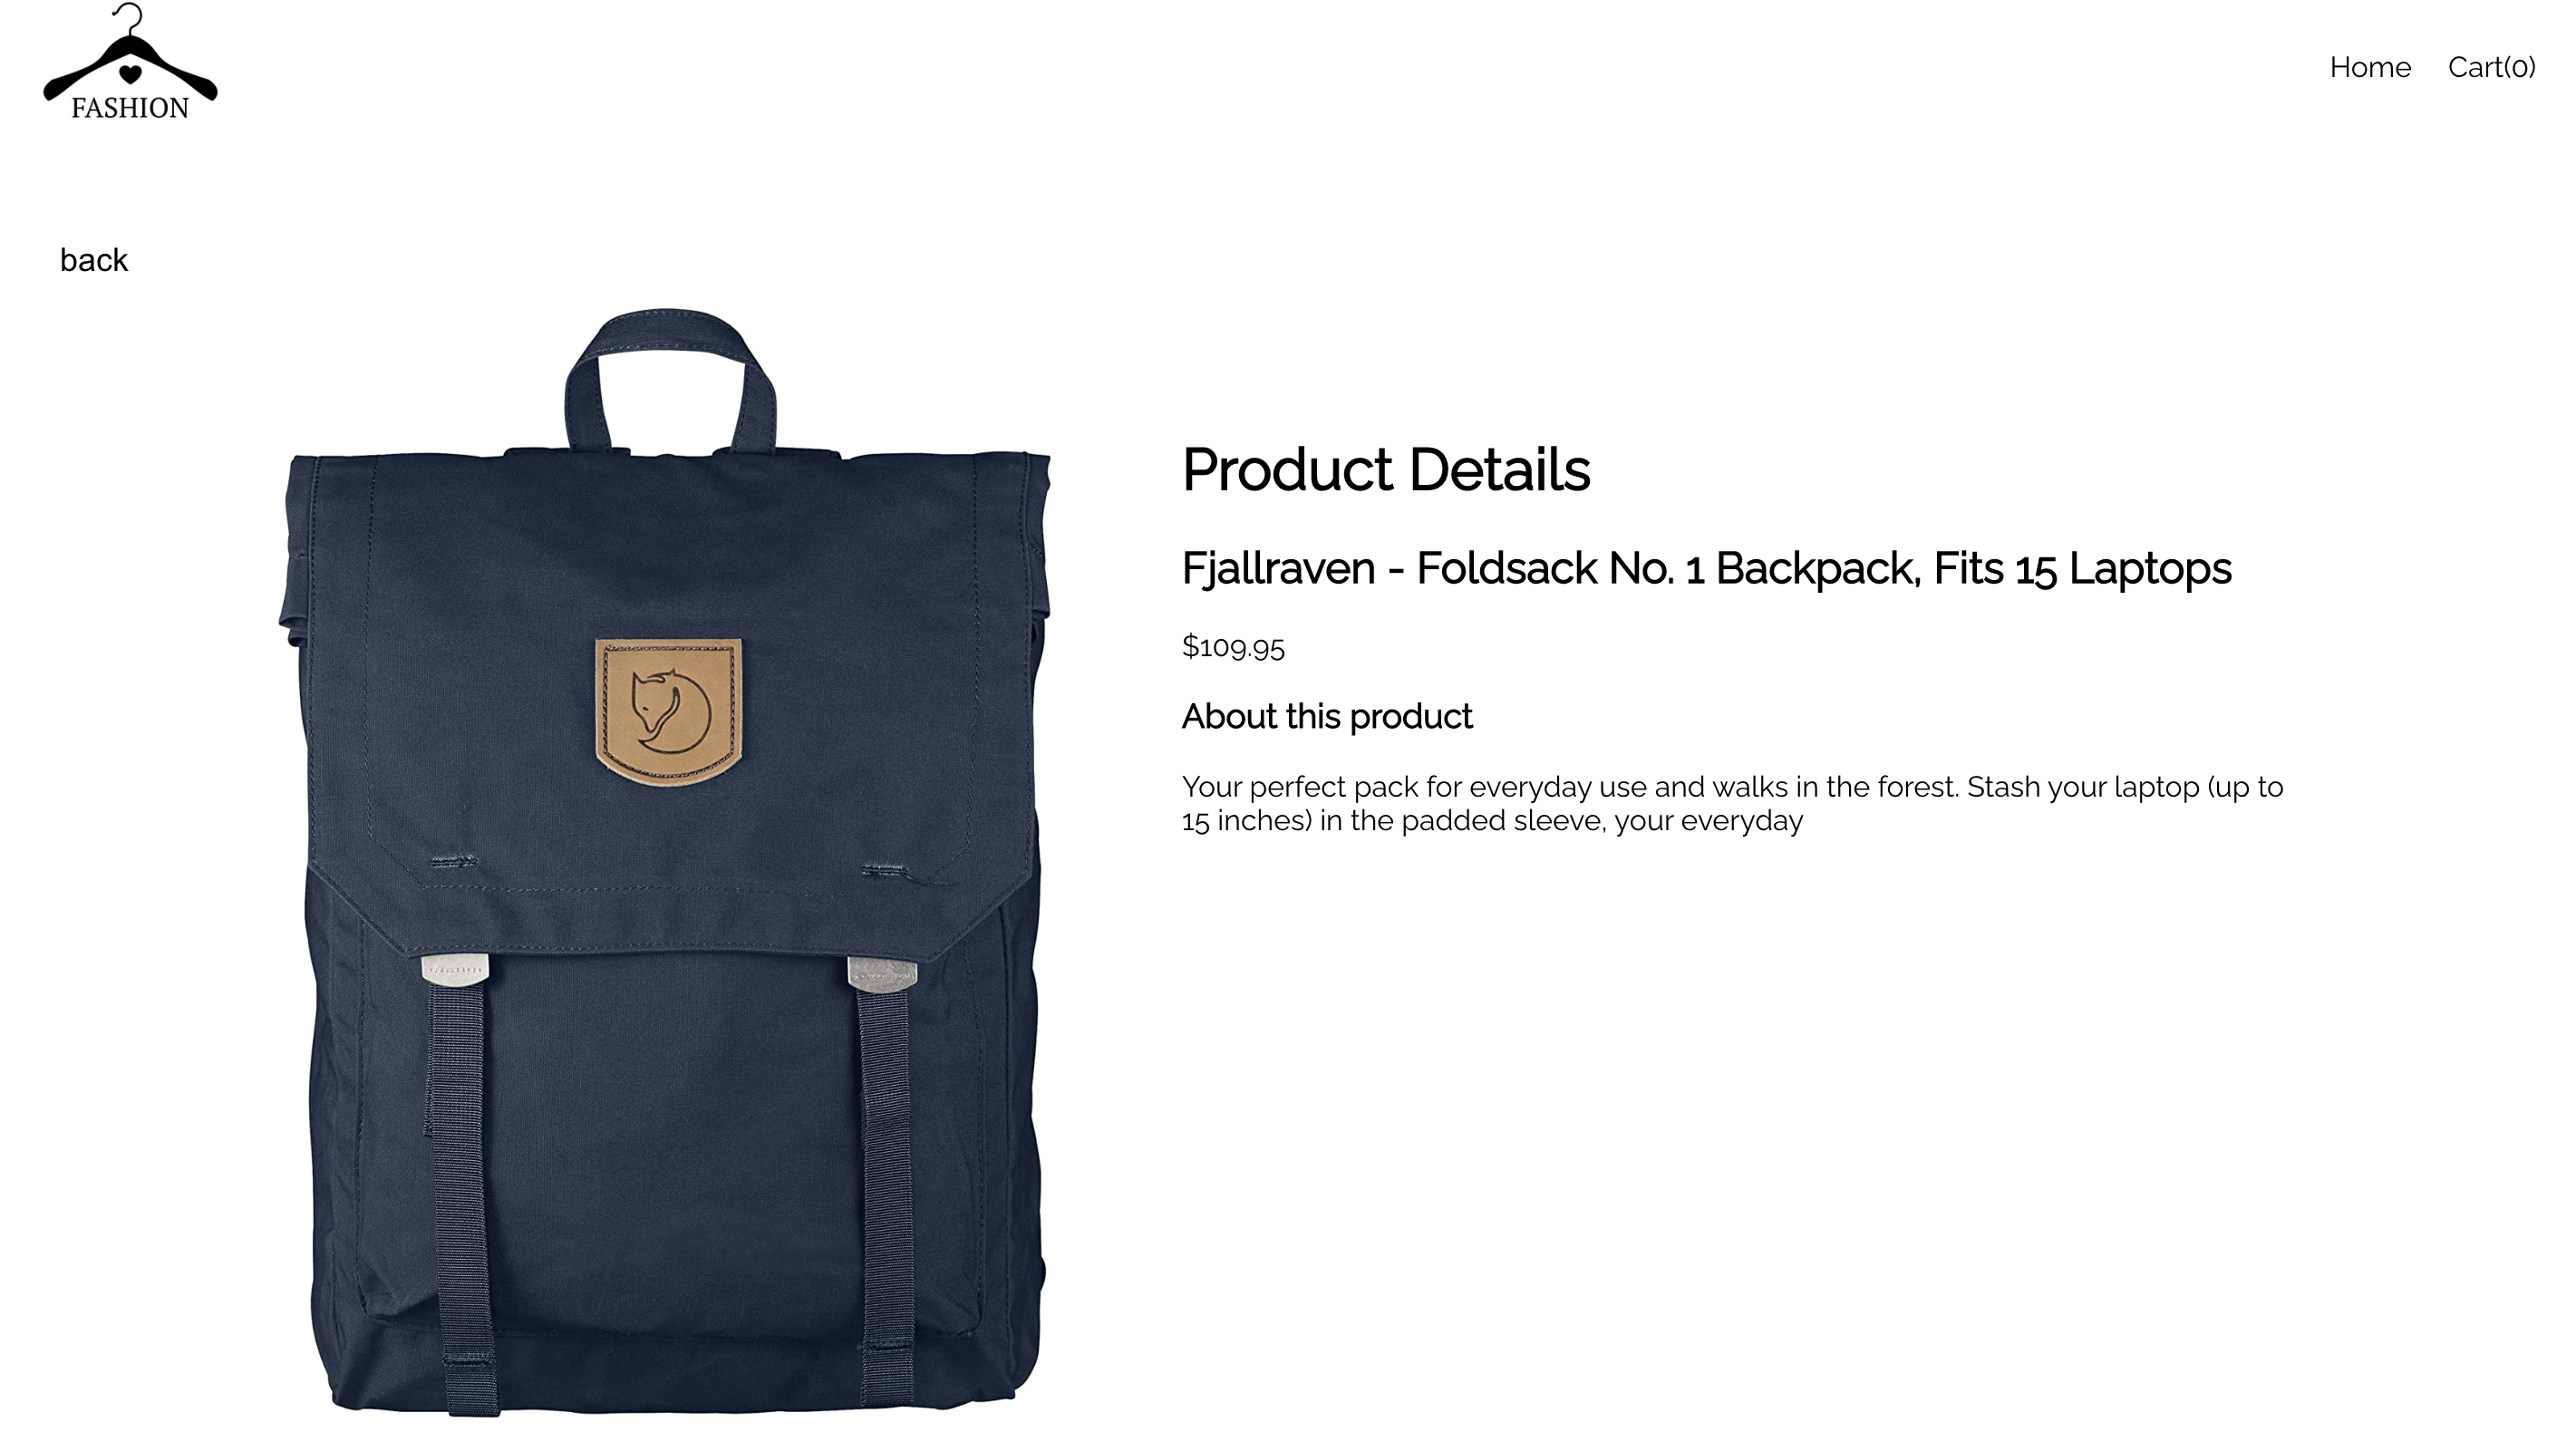 FASHION
Home Cart(0)
back
Product Details
Fjallraven - Foldsack No. 1 Backpack, Fits 15 Laptops
$109.95
About this product
Your perfect pack for everyday use and walks in the forest. Stash your laptop (up to
15 inches) in the padded sleeve, your everyday